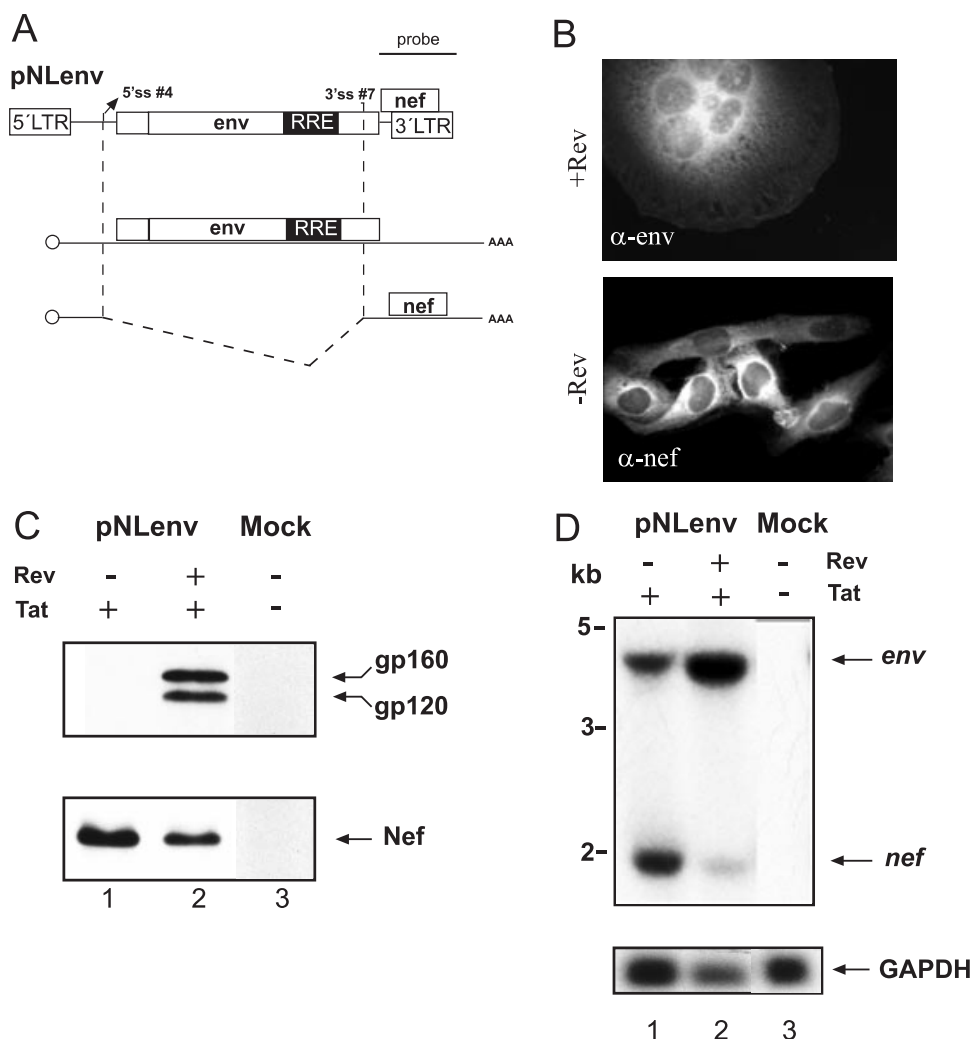 A
probe
pNLenv
5'ss #4
3'ss #7
nef
5´LTR
env
RRE
3´LTR
env
RRE
AAA
nef
AAA
B
+Rev
α-env
-Rev
α-nef
C
pNLenv Mock
Rev - + -
Tat + + -
gp160
gp120
Nef
1 2 3
D
pNLenv Mock
kb - + - Rev
+ + - Tat
5-
env
3-
2-
nef
GAPDH
1 2 3